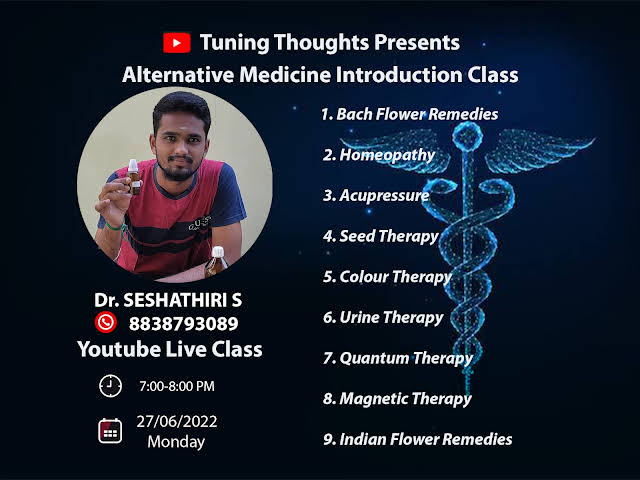 Tuning Thoughts Presents
Alternative Medicine Introduction Class
Dr. SESHATHIRI S
8838793089
Youtube Live Class
7:00-8:00 PM
27/06/2022
Monday
1. Bach Flower Remedies
2. Homeopathy
3. Acupressure
4. Seed Therapy
5. Colour Therapy
6. Urine Therapy
7. Quantum Therapy
8. Magnetic Therapy
9. Indian Flower Remedies